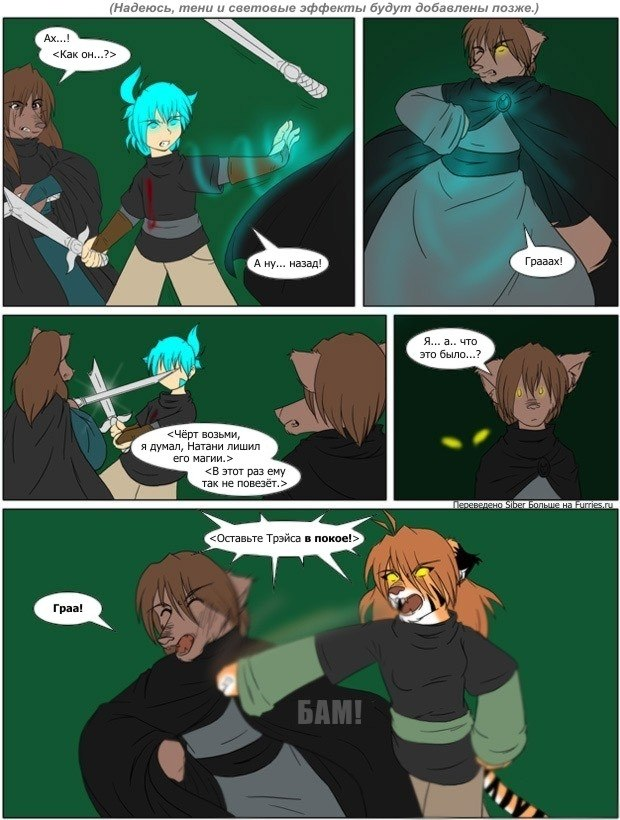 (Надеюсь, тени и световые эффекты будут добавлены позже.)
Ах...!
<Как он...?>
А ну... назад!
Грааах!
<Чёрт возьми,
я думал, Натани лишил
его магии.>
<В этот раз ему
так не повезёт.>
Я... а.. что
это было...?
Переведено Siber Больше на Furries.ru
<Оставьте Трэйса в покое!>
Граа!
БАМ!